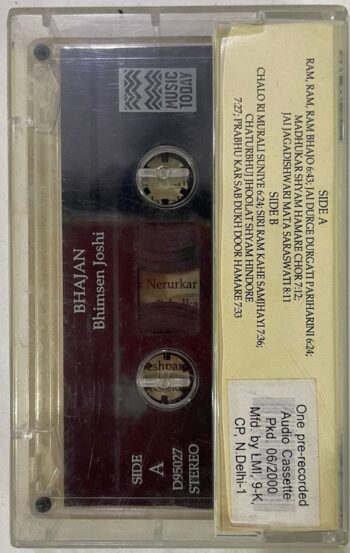 SIDE A
RAM, RAM, RAM BHAJO 6:43; JAI DURGE DURGATI PARIHARINI 6:24;
MADHUKAR SHYAM HAMARE CHOR 7:12;
JAI JAGADISHWARI MATA SARASWATI 8:11
SIDE B
CHALO RI MURALI SUNIYE 6:24; SIRI RAM KAHE SAMJHAYI 7:36;
CHATURBHUJ JHOOLAT SHYAM HINDORE
7:27; PRABHU KAR SAB DUKH DOOR HAMARE 7:33
One pre-recorded
Audio Cassette
Pkd. 06/2000
Mfd. by LMI, 9-K,
CP, N.Delhi-1
MUSIC
TODAY
BHAJAN
Bhimsen Joshi
Nerurkar
SIDE
A
D95027
STEREO